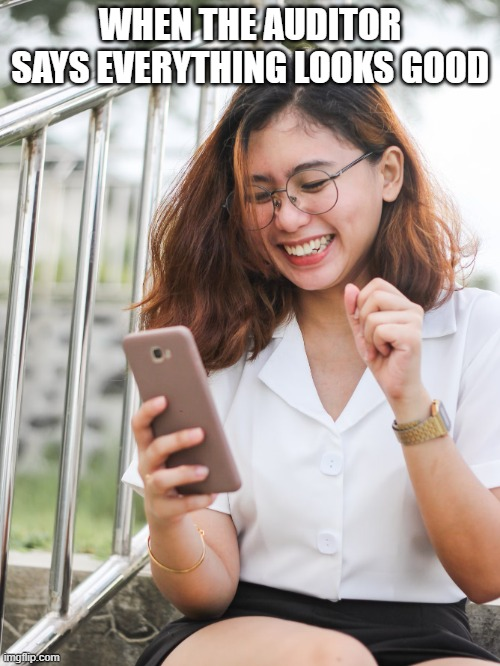 WHEN THE AUDITOR
SAYS EVERYTHING LOOKS GOOD
imgflip.com